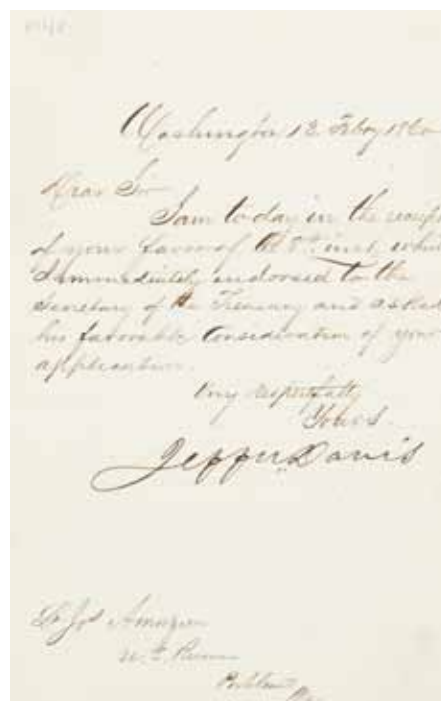 Washington 12 Feby 1860
Dear Sir
I am to-day in the receipt
of your favor of the 8th inst. which
I immediately endorsed to the
Secretary of the Treasury and asked
his favorable Consideration of your
application.
Very respectfully
Yours
Jeffn. Davis
Portland